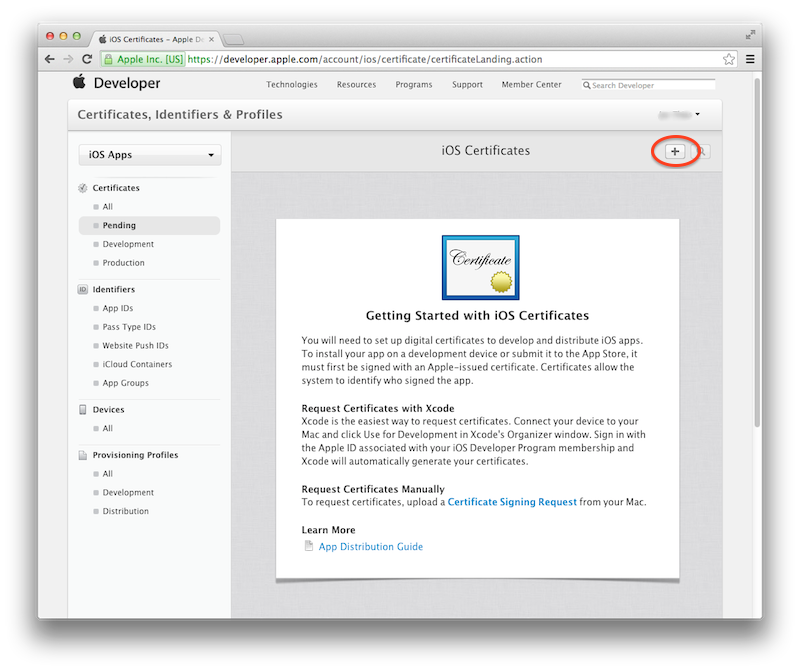 iOS Certificates – Apple De
Apple Inc. [US] https://developer.apple.com/account/ios/certificate/certificateLanding.action
Developer
Technologies Resources Programs Support Member Center Search Developer
Certificates, Identifiers & Profiles
iOS Apps
iOS Certificates
Certificates
All
Pending
Development
Production
Identifiers
ID
App IDs
Pass Type IDs
Website Push IDs
iCloud Containers
App Groups
Devices
All
Provisioning Profiles
All
Development
Distribution
Certificate
Getting Started with iOS Certificates
You will need to set up digital certificates to develop and distribute iOS apps.
To install your app on a development device or submit it to the App Store, it
must first be signed with an Apple-issued certificate. Certificates allow the
system to identify who signed the app.
Request Certificates with Xcode
Xcode is the easiest way to request certificates. Connect your device to your
Mac and click Use for Development in Xcode's Organizer window. Sign in with
the Apple ID associated with your iOS Developer Program membership and
Xcode will automatically generate your certificates.
Request Certificates Manually
To request certificates, upload a Certificate Signing Request from your Mac.
Learn More
App Distribution Guide